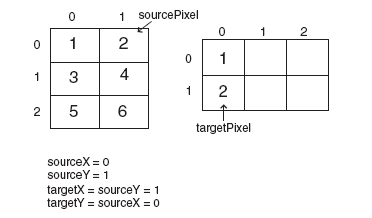 0 1 sourcePixel
0 1 2
1 3 4
2 5 6
0 1 2
0 1
1 2
targetPixel
sourceX = 0
sourceY = 1
targetX = sourceY = 1
targetY = sourceX = 0